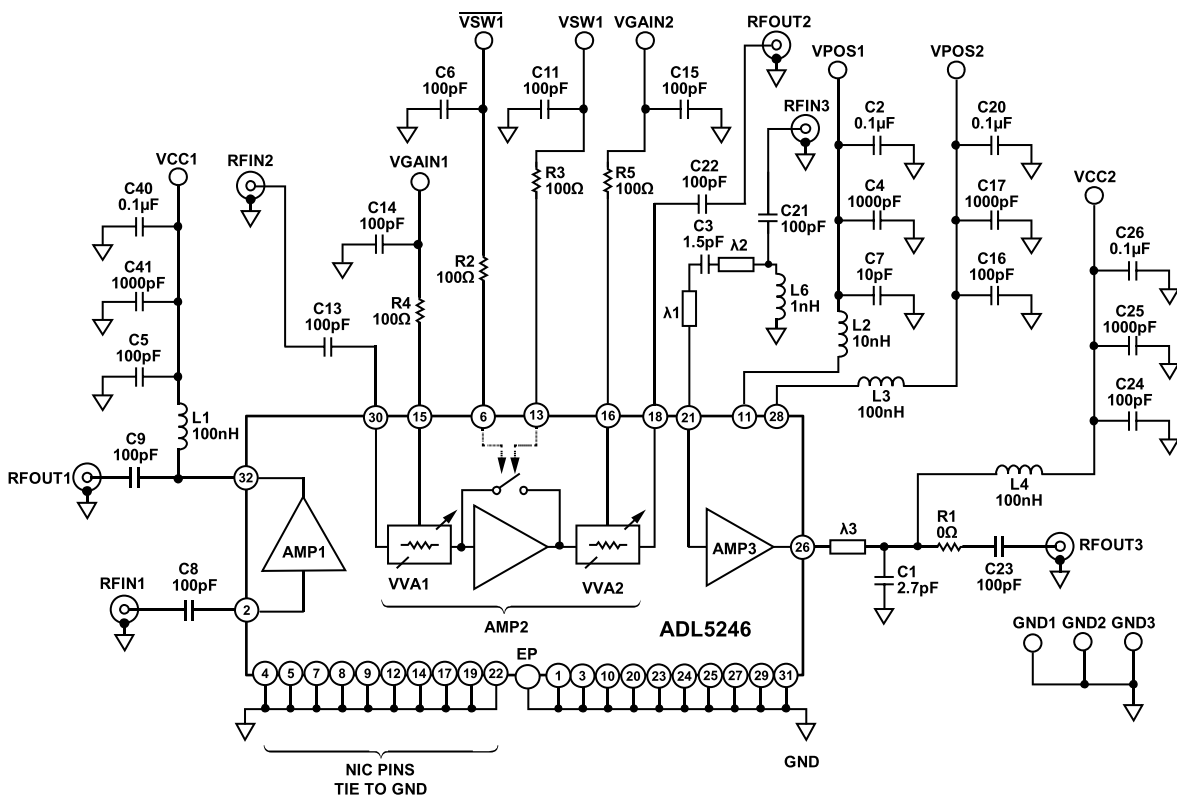 VSW1
VSW1
VGAIN2
RFOUT2
C6
100pF
C11
100pF
C15
100pF
VPOS1
VPOS2
RFIN3
C2
0.1µF
C20
0.1µF
VCC1
RFIN2
VGAIN1
R3
100Ω
R5
100Ω
C22
100pF
VCC2
C40
0.1µF
C14
100pF
C21
100pF
C4
1000pF
C17
1000pF
C3
1.5pF
λ2
C26
0.1µF
C41
1000pF
R2
100Ω
C7
10pF
C16
100pF
L6
1nH
C13
100pF
R4
100Ω
λ1
C25
1000pF
C5
100pF
L2
10nH
L3
100nH
C24
100pF
L1
100nH
30
15
6
13
16
18
21
11
28
C9
100pF
RFOUT1
32
L4
100nH
AMP1
AMP3
26
λ3
R1
0Ω
C23
100pF
RFOUT3
VVA1
VVA2
C8
100pF
RFIN1
2
C1
2.7pF
AMP2
ADL5246
GND1
GND2
GND3
EP
4
5
7
8
9
12
14
17
19
22
1
3
10
20
23
24
25
27
29
31
NIC PINS
TIE TO GND
GND